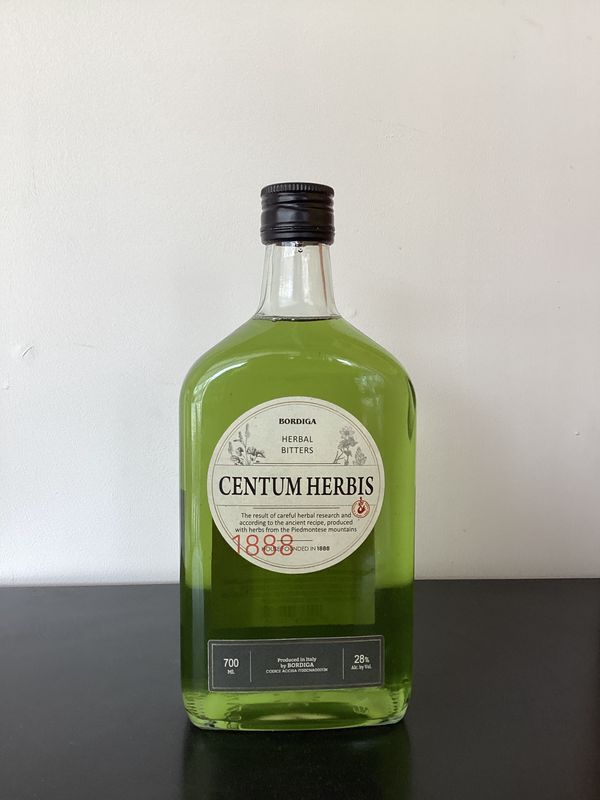 BORDIGA
HERBAL
BITTERS
CENTUM HERBIS
The result of careful herbal research and
according to the ancient recipe, produced
with herbs from the Piedmontese mountains
1888
HOUSE FOUNDED IN 1888
700
ML
Produced in Italy
by BORDIGA
CODICE ACCISA
28%
Alc. by Vol.